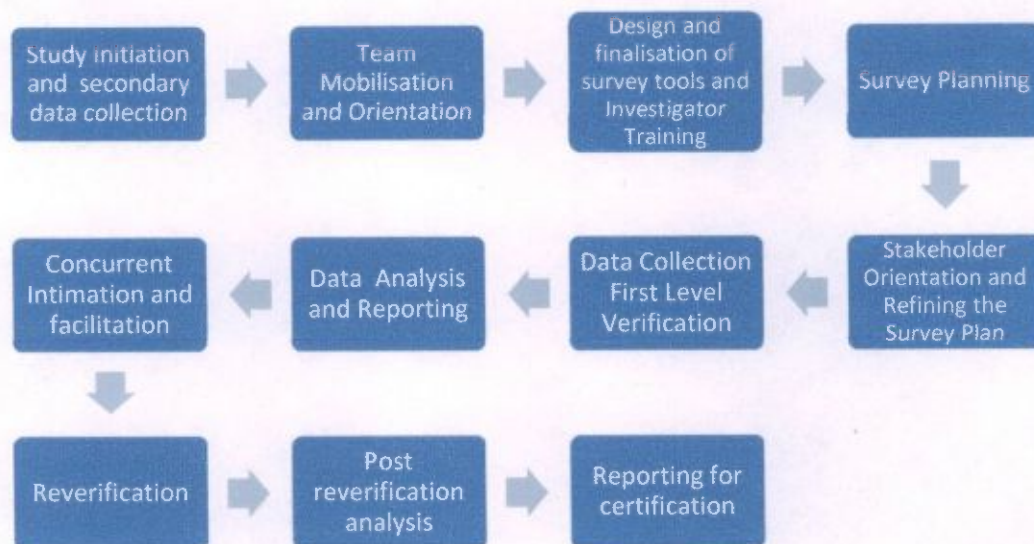 Study initiation
and secondary
data collection
Team
Mobilisation
and Orientation
Design and
finalisation of
survey tools and
Investigator
Training
Survey Planning
Stakeholder
Orientation and
Refining the
Survey Plan
Data Collection
First Level
Verification
Data Analysis
and Reporting
Concurrent
Intimation and
facilitation
Reverification
Post
reverification
analysis
Reporting for
certification